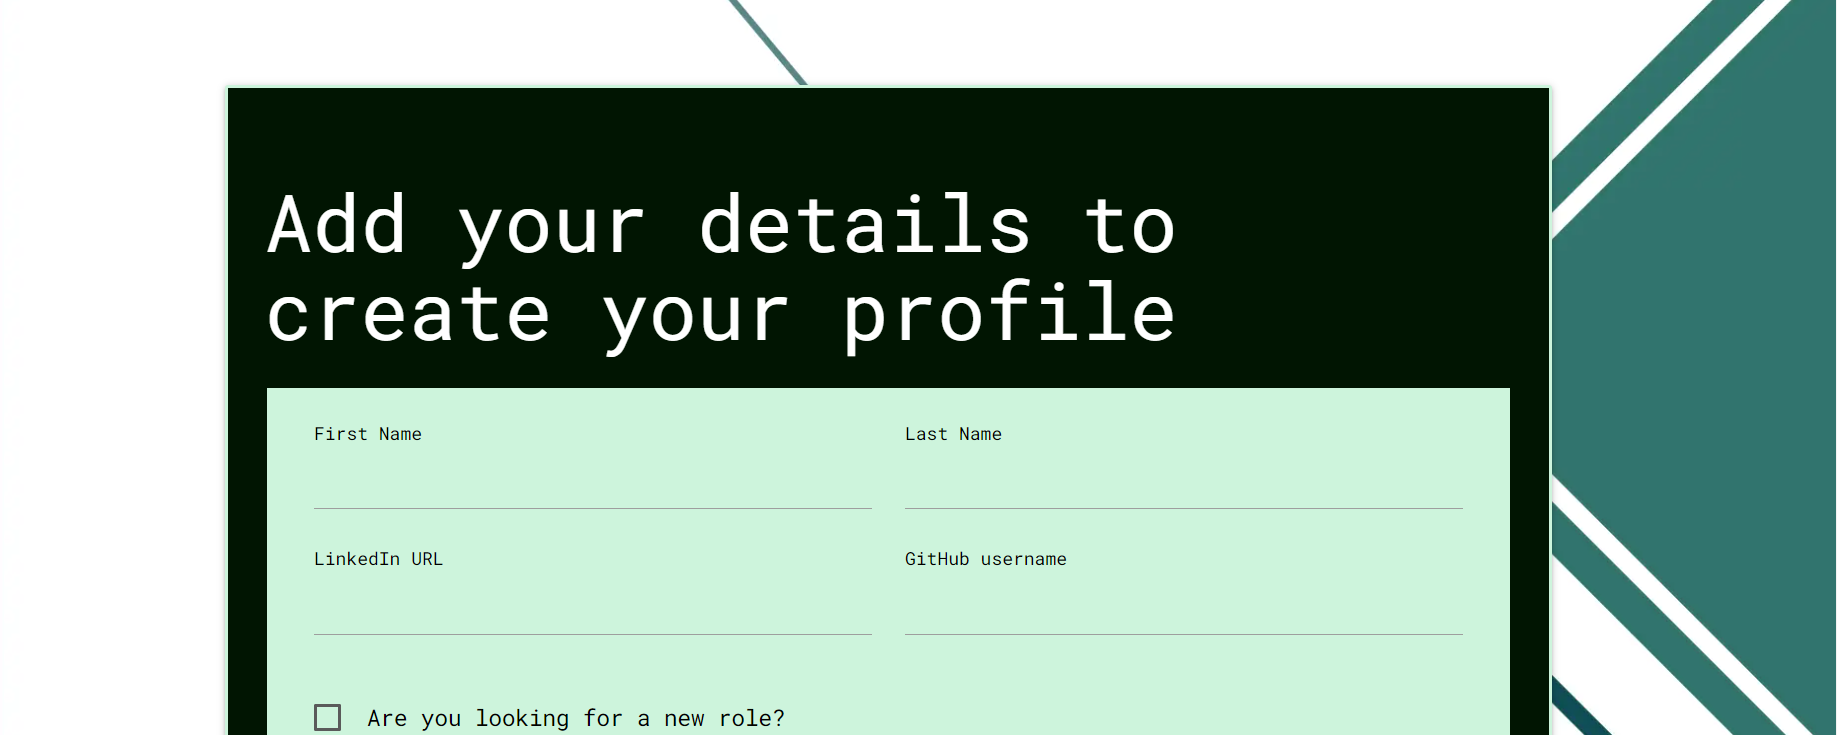 Add your details to
create your profile
First Name
Last Name
LinkedIn URL
GitHub username
Are you looking for a new role?